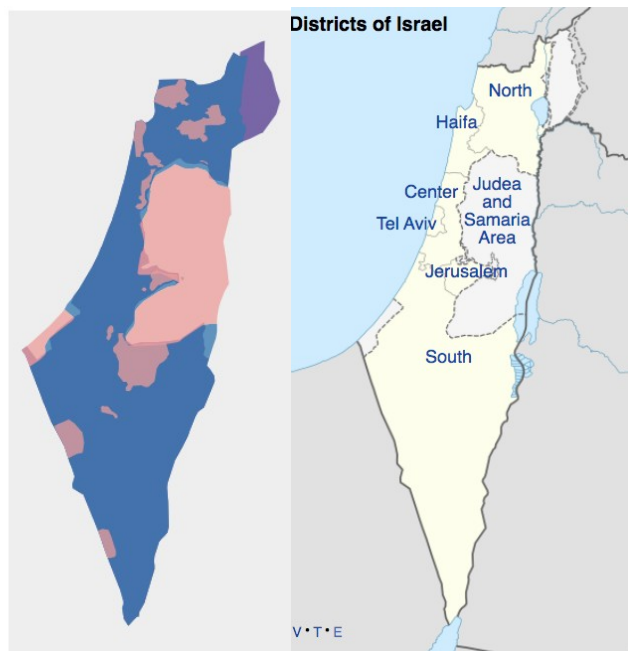 Districts of Israel
North
Haifa
Center
Judea
and
Samaria
Area
Tel Aviv
Jerusalem
South
V • T • E